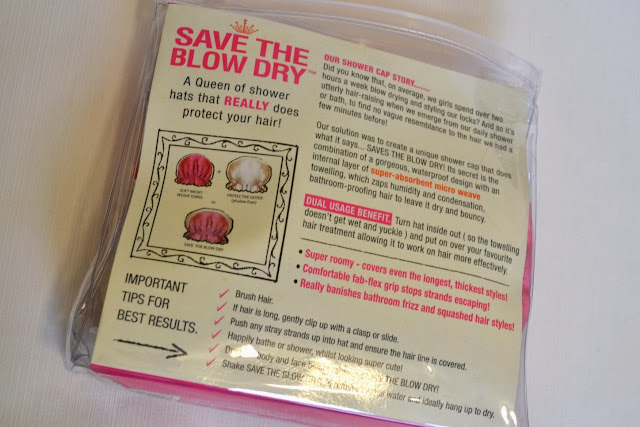 SAVE THE
BLOW DRY™
A Queen of shower
hats that REALLY does
protect your hair!
SOFT MICRO
WEAVE (towel)
+
PROTECTIVE OUTER
SAVE THE BLOW DRY
OUR SHOWER CAP STORY.......
Did you know that, on average, we girls spend over two
hours a week blow drying and styling our locks? And so it's
utterly hair-raising when we emerge from our daily shower
or bath, to find no vague resemblance to the hair we had a
few minutes before!
Our solution was to create a unique shower cap that does
what it says... SAVES THE BLOW DRY! Its secret is the
combination of a gorgeous, waterproof design with an
internal layer of super-absorbent micro weave
towelling, which zaps humidity and condensation,
bathroom-proofing hair to leave it dry and bouncy.
DUAL USAGE BENEFIT. Turn hat inside out ( so the towelling
doesn't get wet and yuckie ) and put on over your favourite
hair treatment allowing it to work on hair more effectively.
• Super roomy - covers even the longest, thickest styles!
• Comfortable fab-flex grip stops strands escaping!
• Really banishes bathroom frizz and squashed hair styles!
IMPORTANT
TIPS FOR
BEST RESULTS.
✓ Brush Hair.
✓ If hair is long, gently clip up with a clasp or slide.
✓ Push any stray strands up into hat and ensure the hair line is covered.
✓ Happily bathe or shower, whilst looking super cute!
✓ body and face THE BLOW DRY!
✓ Shake SAVE THE BLOW water and ideally hang up to dry.